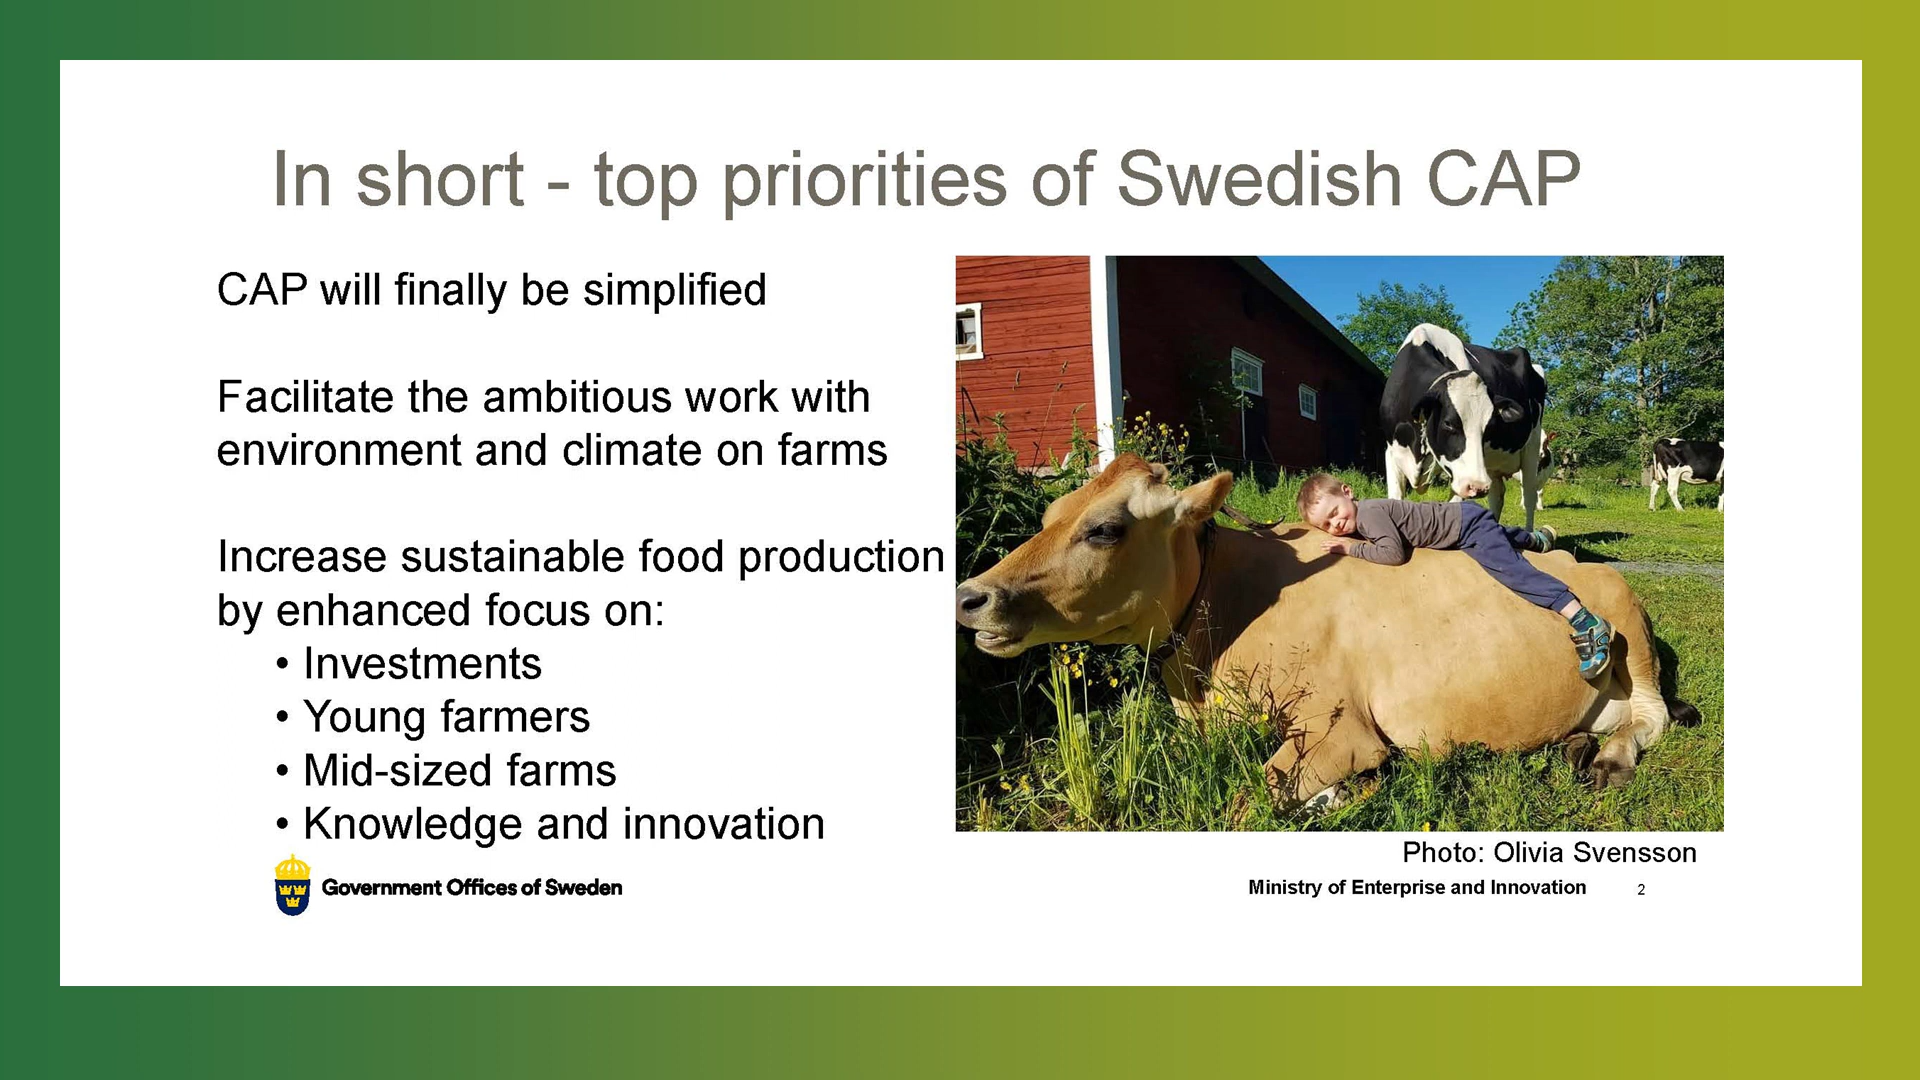 In short - top priorities of Swedish CAP
CAP will finally be simplified
Facilitate the ambitious work with
environment and climate on farms
Increase sustainable food production
by enhanced focus on:
• Investments
• Young farmers
• Mid-sized farms
• Knowledge and innovation
Photo: Olivia Svensson
Government Offices of Sweden
Ministry of Enterprise and Innovation 2